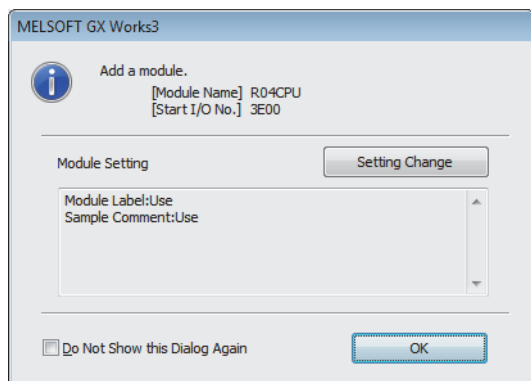 MELSOFT GX Works3
Add a module.
[Module Name] R04CPU
[Start I/O No.] 3E00
Module Setting
Setting Change
Module Label:Use
Sample Comment:Use
Do Not Show this Dialog Again
OK